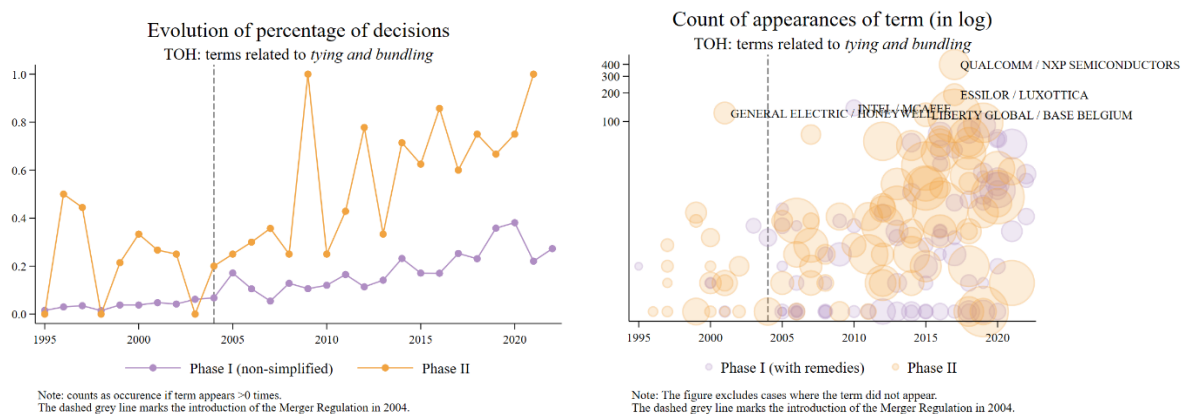 Evolution of percentage of decisions
TOH: terms related to tying and bundling
1.0
0.8
0.6
0.4
0.2
0.0
1995
2000
2005
2010
2015
2020
Phase I (non-simplified)
Phase II
Note: counts as occurence if term appears >0 times.
The dashed grey line marks the introduction of the Merger Regulation in 2004.
Count of appearances of term (in log)
TOH: terms related to tying and bundling
400
300
200
100
QUALCOMM / NXP SEMICONDUCTORS
ESSILOR / LUXOTTICA
INTEL / MCAFEE
GENERAL ELECTRIC / HONEYWELL
LIBERTY GLOBAL / BASE BELGIUM
1995
2000
2005
2010
2015
2020
Phase I (with remedies)
Phase II
Note: The figure excludes cases where the term did not appear.
The dashed grey line marks the introduction of the Merger Regulation in 2004.